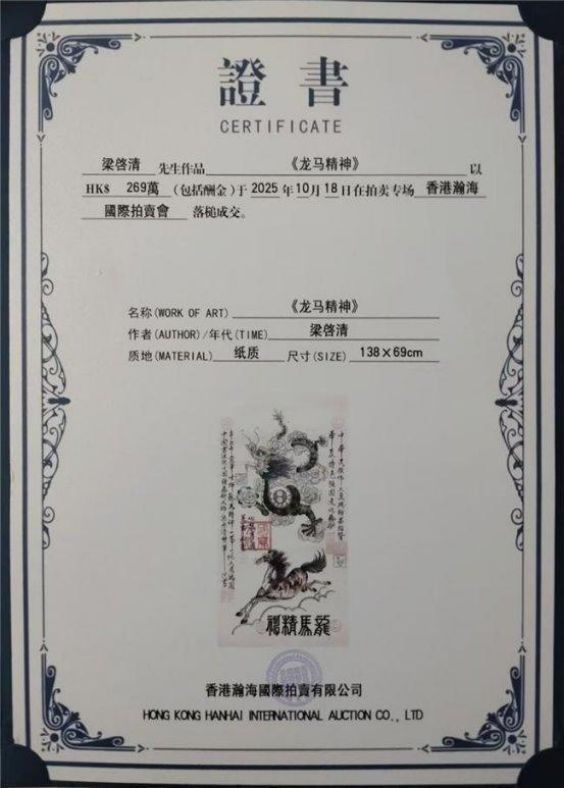 證書
CERTIFICATE
梁啓清 先生作品 《龙马精神》 以
HK$ 269萬 (包括酬金)于 2025 年 10 月 18 日在拍卖专场 香港瀚海
國際拍賣會 落槌成交。
名称(WORK OF ART) 《龙马精神》
作者(AUTHOR)/年代(TIME) 梁啓清
质地(MATERIAL) 纸质 尺寸(SIZE) 138×69cm
龍馬精神
香港瀚海國際拍賣有限公司
HONG KONG HANHAI INTERNATIONAL AUCTION CO., LTD